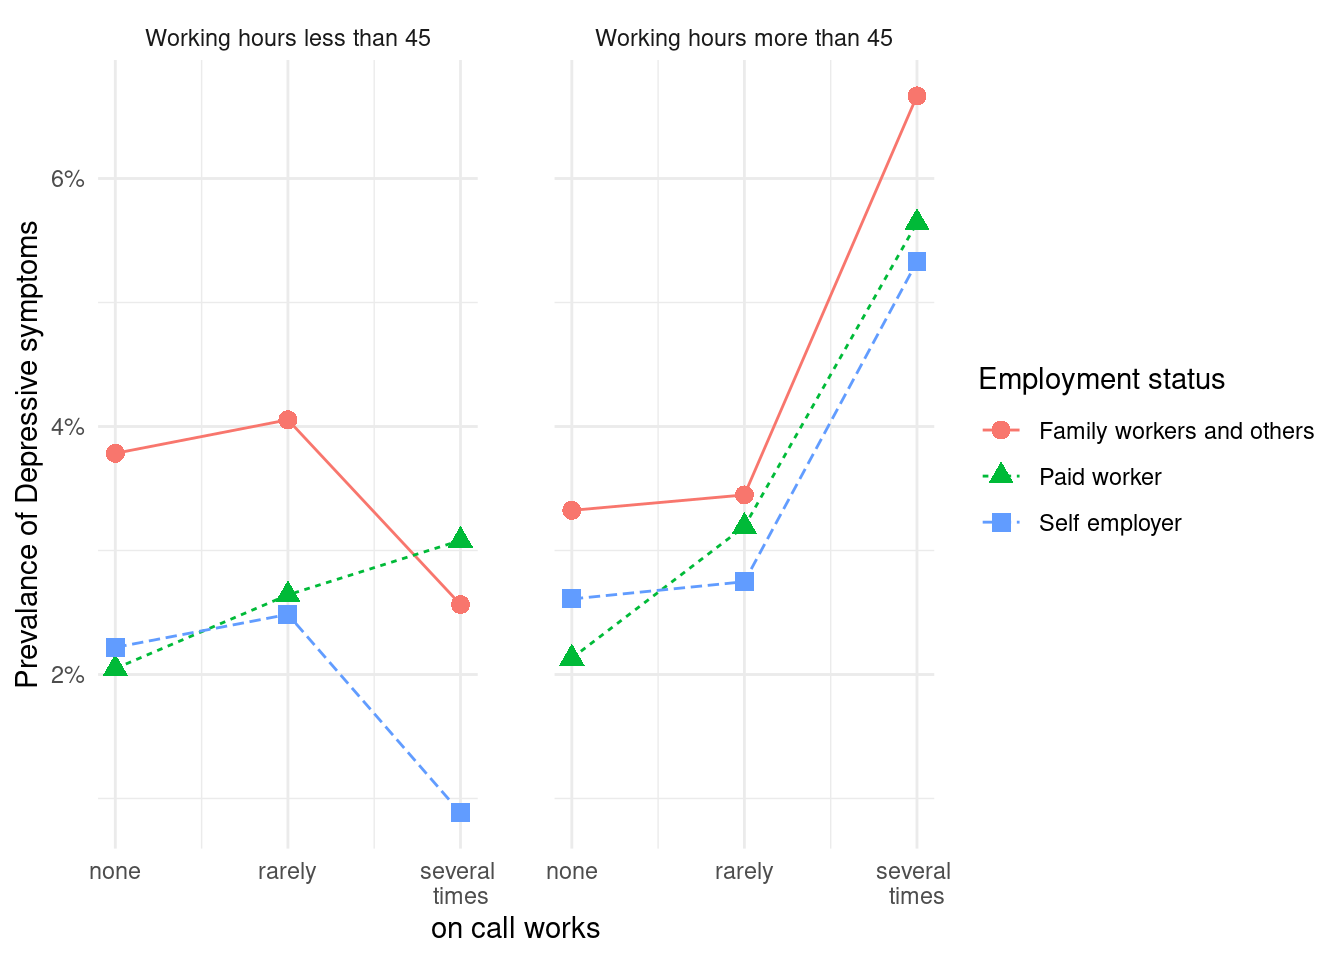 Working hours less than 45
Working hours more than 45
Prevalance of Depressive symptoms
6%
4%
2%
none
rarely
several
times
none
rarely
several
times
on call works
Employment status
Family workers and others
Paid worker
Self employer